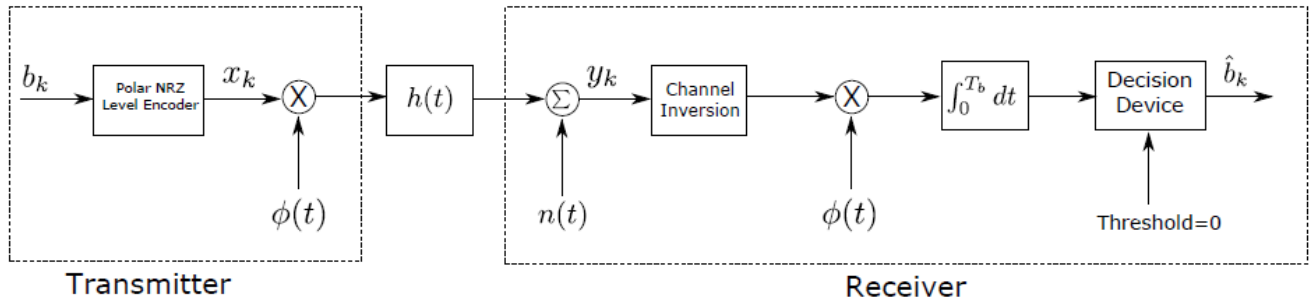 b_k
Polar NRZ
Level Encoder
x_k
X
ϕ(t)
h(t)
Σ
y_k
n(t)
Channel
Inversion
X
ϕ(t)
∫_0^{T_b} dt
Decision
Device
b̂_k
Threshold=0
Transmitter
Receiver